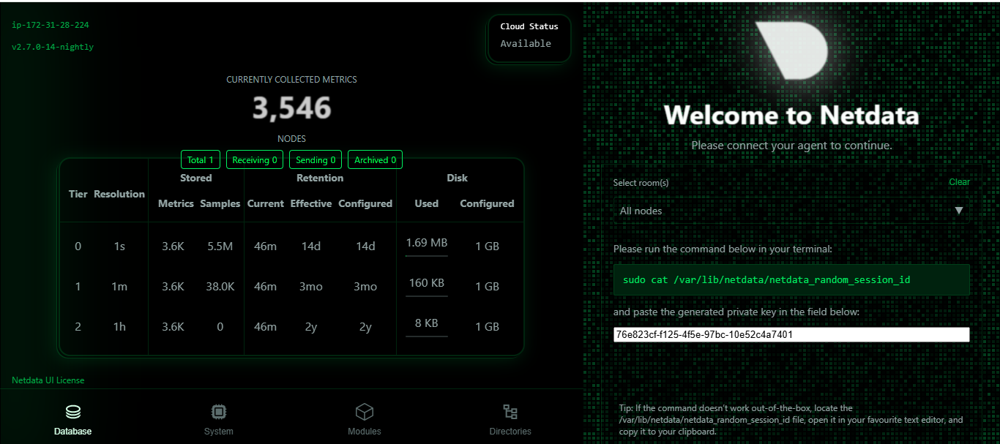 ip-172-31-28-224
v2.7.0-14-nightly
Cloud Status
Available
CURRENTLY COLLECTED METRICS
3,546
NODES
Total 1 Receiving 0 Sending 0 Archived 0
Stored Retention Disk
Tier Resolution Metrics Samples Current Effective Configured Used Configured
0 1s 3.6K 5.5M 46m 14d 14d 1.69 MB 1 GB
1 1m 3.6K 38.0K 46m 3mo 3mo 160 KB 1 GB
2 1h 3.6K 0 46m 2y 2y 8 KB 1 GB
Netdata UI License
Database System Modules Directories
Welcome to Netdata
Please connect your agent to continue.
Select room(s) Clear
All nodes
Please run the command below in your terminal:
sudo cat /var/lib/netdata/netdata_random_session_id
and paste the generated private key in the field below:
76e823cf-f125-4f5e-97bc-10e52c4a7401
Tip: If the command doesn't work out-of-the-box, locate the
/var/lib/netdata/netdata_random_session_id file, open it in your favourite text editor, and
copy it to your clipboard.